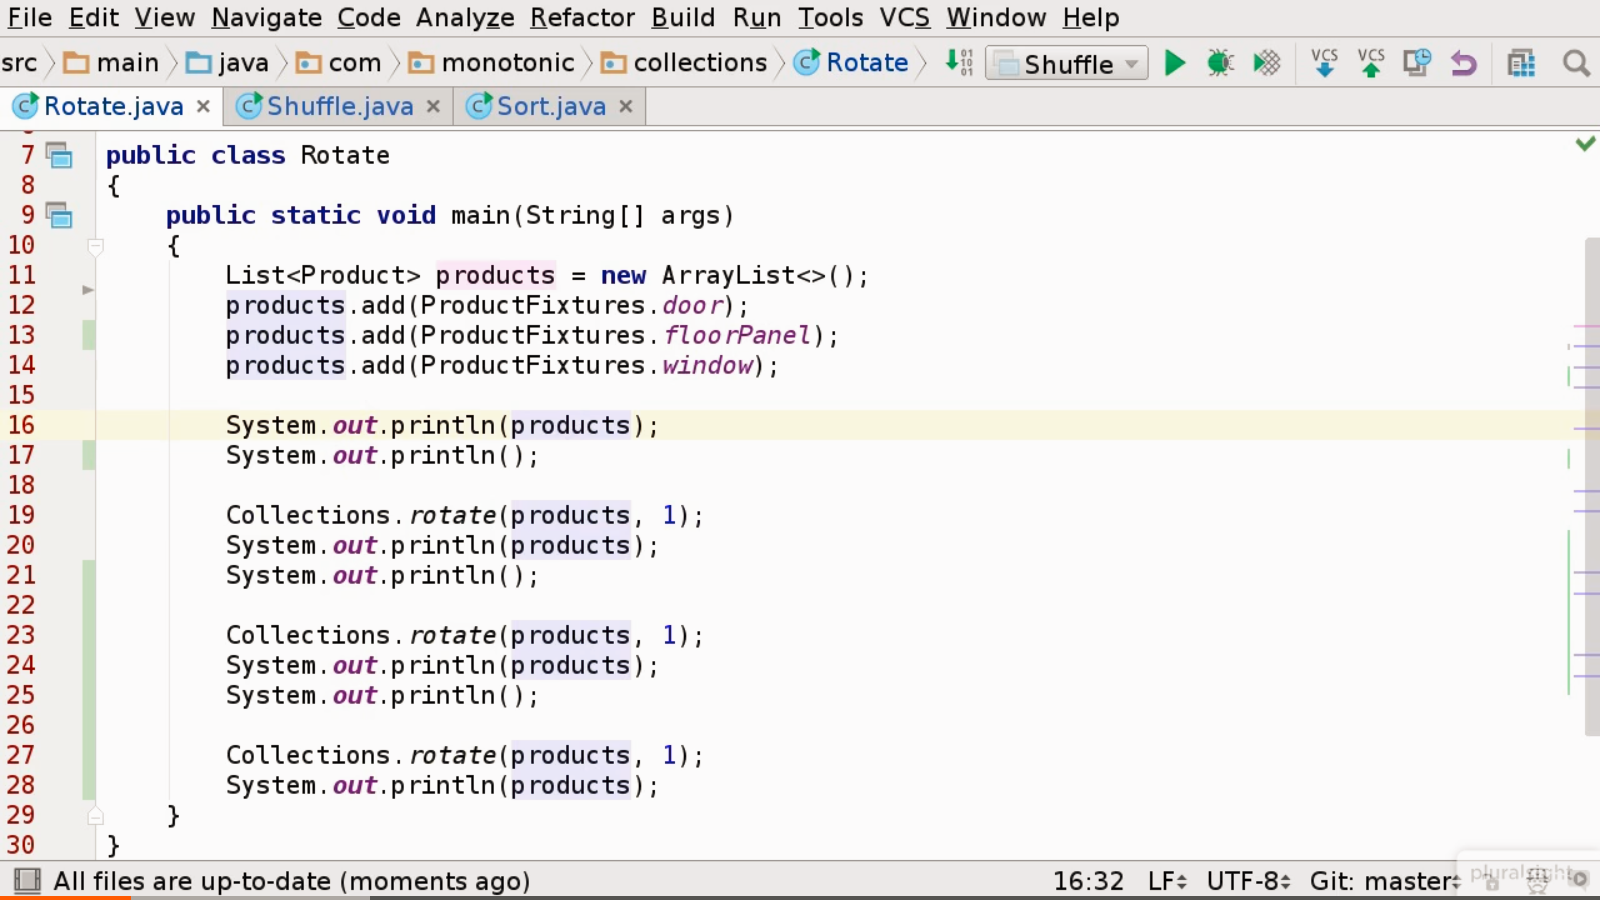 File Edit View Navigate Code Analyze Refactor Build Run Tools VCS Window Help
src main java com monotonic collections Rotate Shuffle VCS VCS
Rotate.java Shuffle.java Sort.java
7 public class Rotate
8 {
9 public static void main(String[] args)
10 {
11 List<Product> products = new ArrayList<>();
12 products.add(ProductFixtures.door);
13 products.add(ProductFixtures.floorPanel);
14 products.add(ProductFixtures.window);
15
16 System.out.println(products);
17 System.out.println();
18
19 Collections.rotate(products, 1);
20 System.out.println(products);
21 System.out.println();
22
23 Collections.rotate(products, 1);
24 System.out.println(products);
25 System.out.println();
26
27 Collections.rotate(products, 1);
28 System.out.println(products);
29 }
30 }
All files are up-to-date (moments ago) 16:32 LF UTF-8 Git: master pluralsight